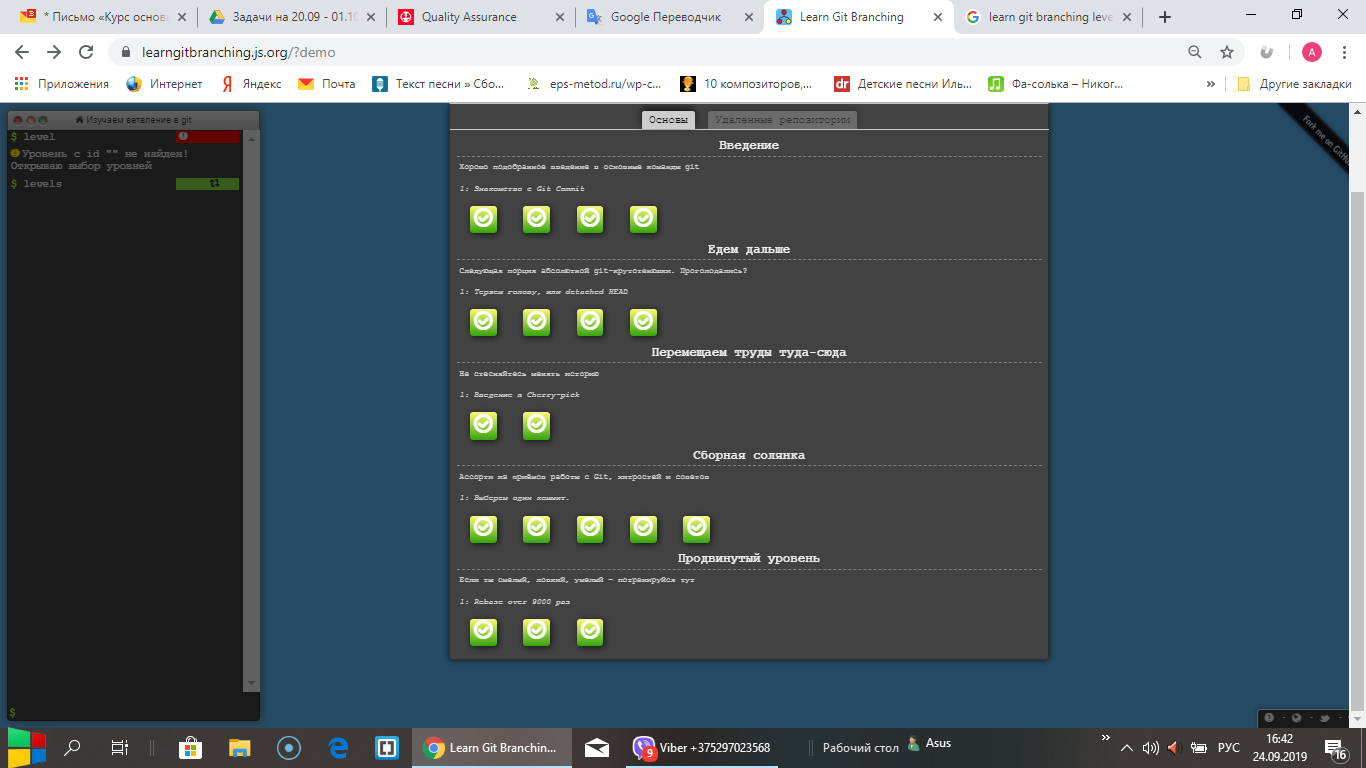 * Письмо «Курс основ
Задачи на 20.09 - 01.10
Quality Assurance
Google Переводчик
Learn Git Branching
learn git branching leve
learngitbranching.js.org/?demo
A
Приложения
Интернет
Яндекс
Почта
Текст песни » Сбо...
eps-metod.ru/wp-c...
10 композиторов,...
Детские песни Иль...
Фа-солька – Никог...
»
Другие закладки
Изучаем ветвление в git
$ level
Уровень с id "" не найден!
Открываю выбор уровней
$ levels
$
Основы
Удаленные репозитории
Fork me on GitHub
Введение
Хорошо подобранное введение в основные команды git
1: Знакомство с Git Commit
Едем дальше
Следующая порция абсолютной git-крутотенюшки. Проголодались?
1: Теряем голову, или detached HEAD
Перемещаем труды туда-сюда
Не стесняйтесь менять историю
1: Введение в Cherry-pick
Сборная солянка
Ассорти из приёмов работы с Git, хитростей и советов
1: Выберем один коммит.
Продвинутый уровень
Если ты смелый, ловкий, умелый – потренируйся тут
1: Rebase over 9000 раз
Learn Git Branchin...
9
Viber +375297023568
Рабочий стол
Asus
»
РУС
16:42
24.09.2019
16